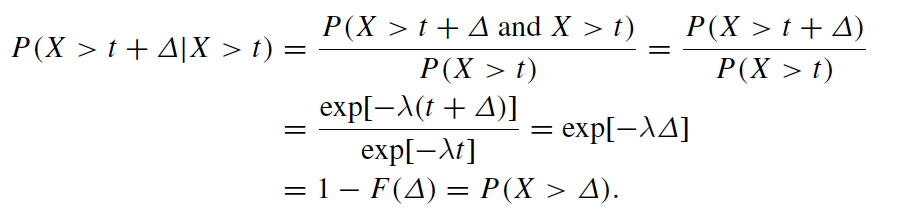 P(X > t + Δ|X > t) = P(X > t + Δ and X > t) / P(X > t) = P(X > t + Δ) / P(X > t)
= exp[−λ(t + Δ)] / exp[−λt] = exp[−λΔ]
= 1 − F(Δ) = P(X > Δ).